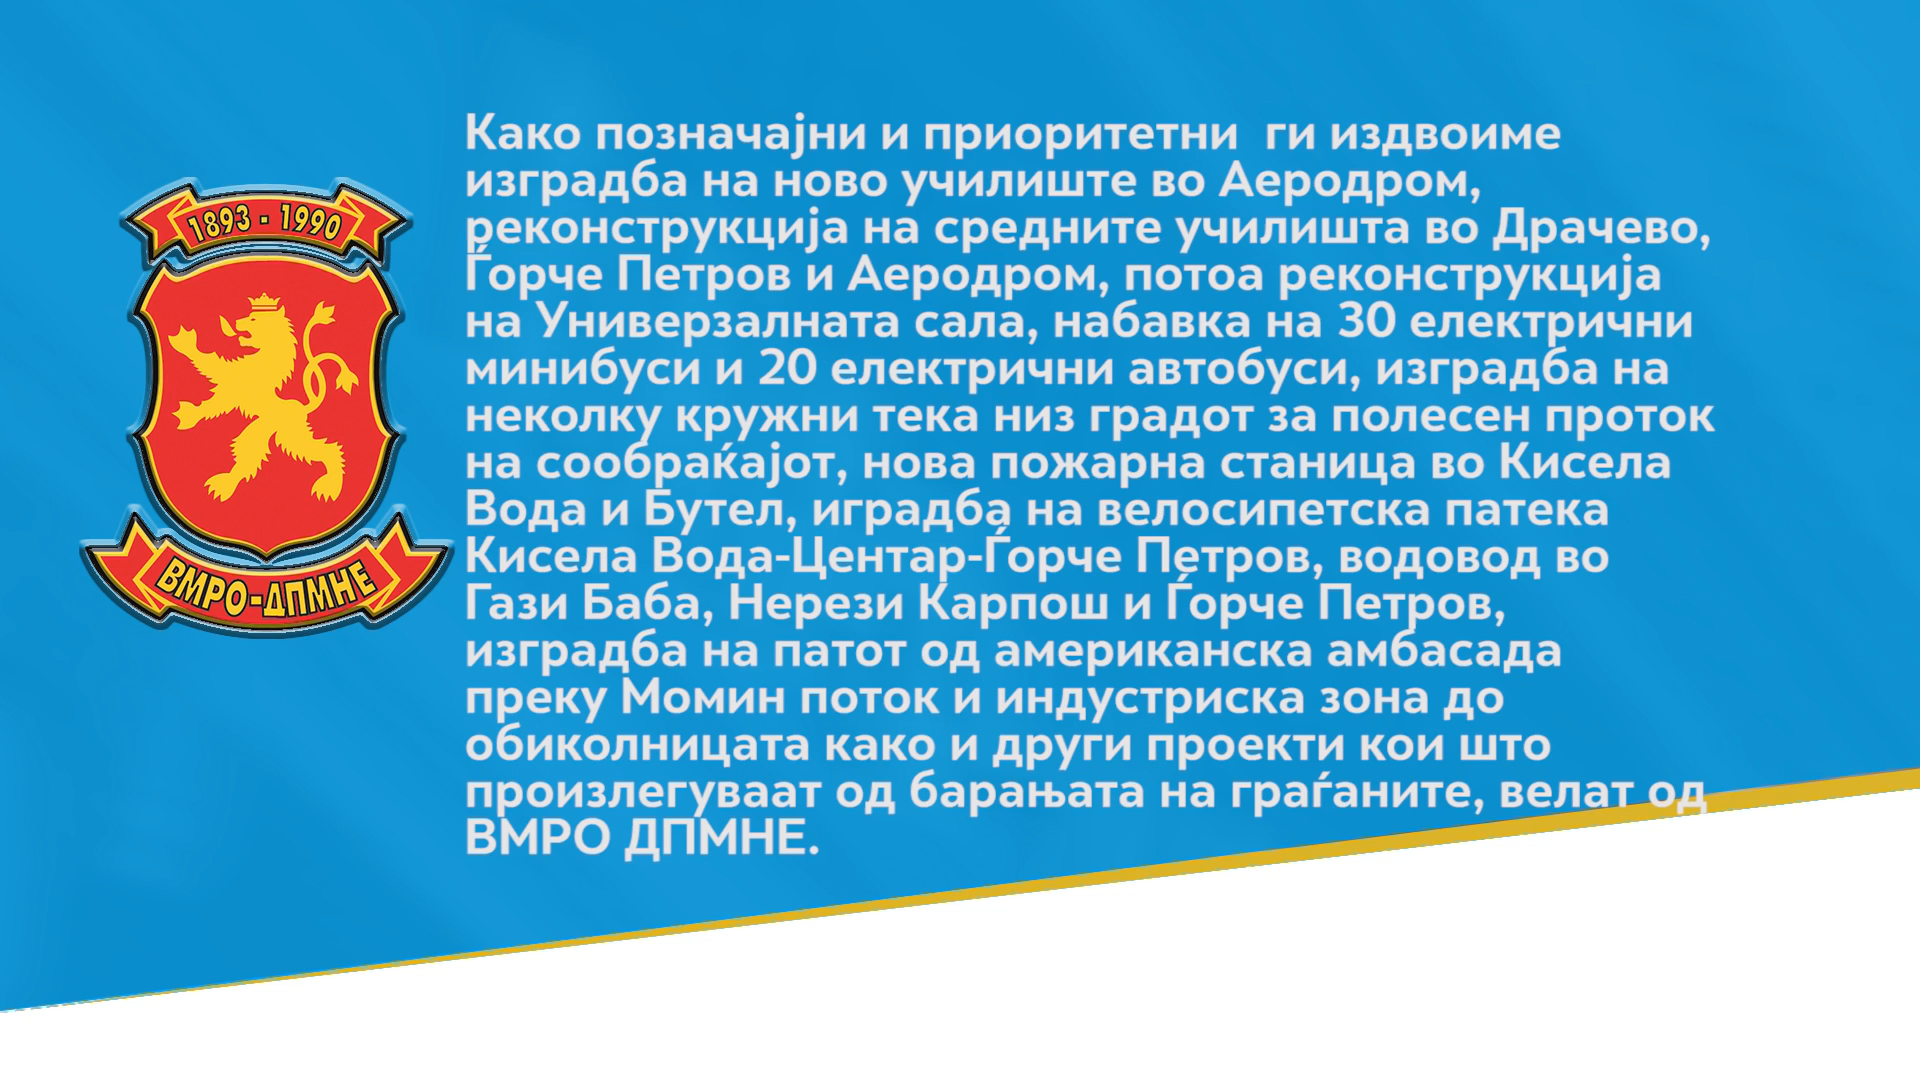 1893 - 1990
ВМРО-ДПМНЕ
Како позначајни и приоритетни  ги издвоиме
изградба на ново училиште во Аеродром,
реконструкција на средните училишта во Драчево,
Ѓорче Петров и Аеродром, потоа реконструкција
на Универзалната сала, набавка на 30 електрични
минибуси и 20 електрични автобуси, изградба на
неколку кружни тека низ градот за полесен проток
на сообраќајот, нова пожарна станица во Кисела
Вода и Бутел, иградба на велосипетска патека
Кисела Вода-Центар-Ѓорче Петров, водовод во
Гази Баба, Нерези Карпош и Ѓорче Петров,
изградба на патот од американска амбасада
преку Момин поток и индустриска зона до
обиколницата како и други проекти кои што
произлегуваат од барањата на граѓаните, велат од
ВМРО ДПМНЕ.